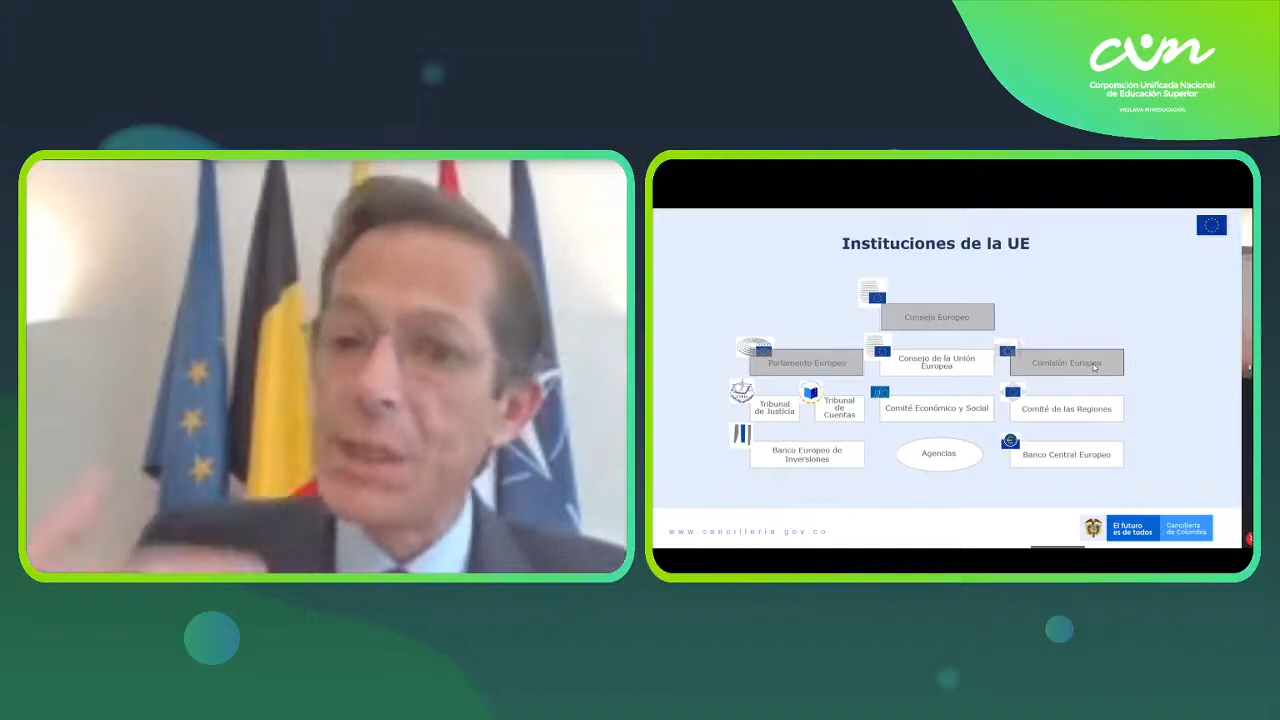 cun
Corporación Unificada Nacional
de Educación Superior
VIGILADA MINEDUCACIÓN
Instituciones de la UE
Consejo Europeo
Parlamento Europeo
Consejo de la Unión
Europea
Comisión Europea
Tribunal
de Justicia
Tribunal
de
Cuentas
Comité Económico y Social
Comité de las Regiones
Banco Europeo de
Inversiones
Agencias
Banco Central Europeo
www.cancilleria.gov.co
El futuro
es de todos
Cancillería
de Colombia